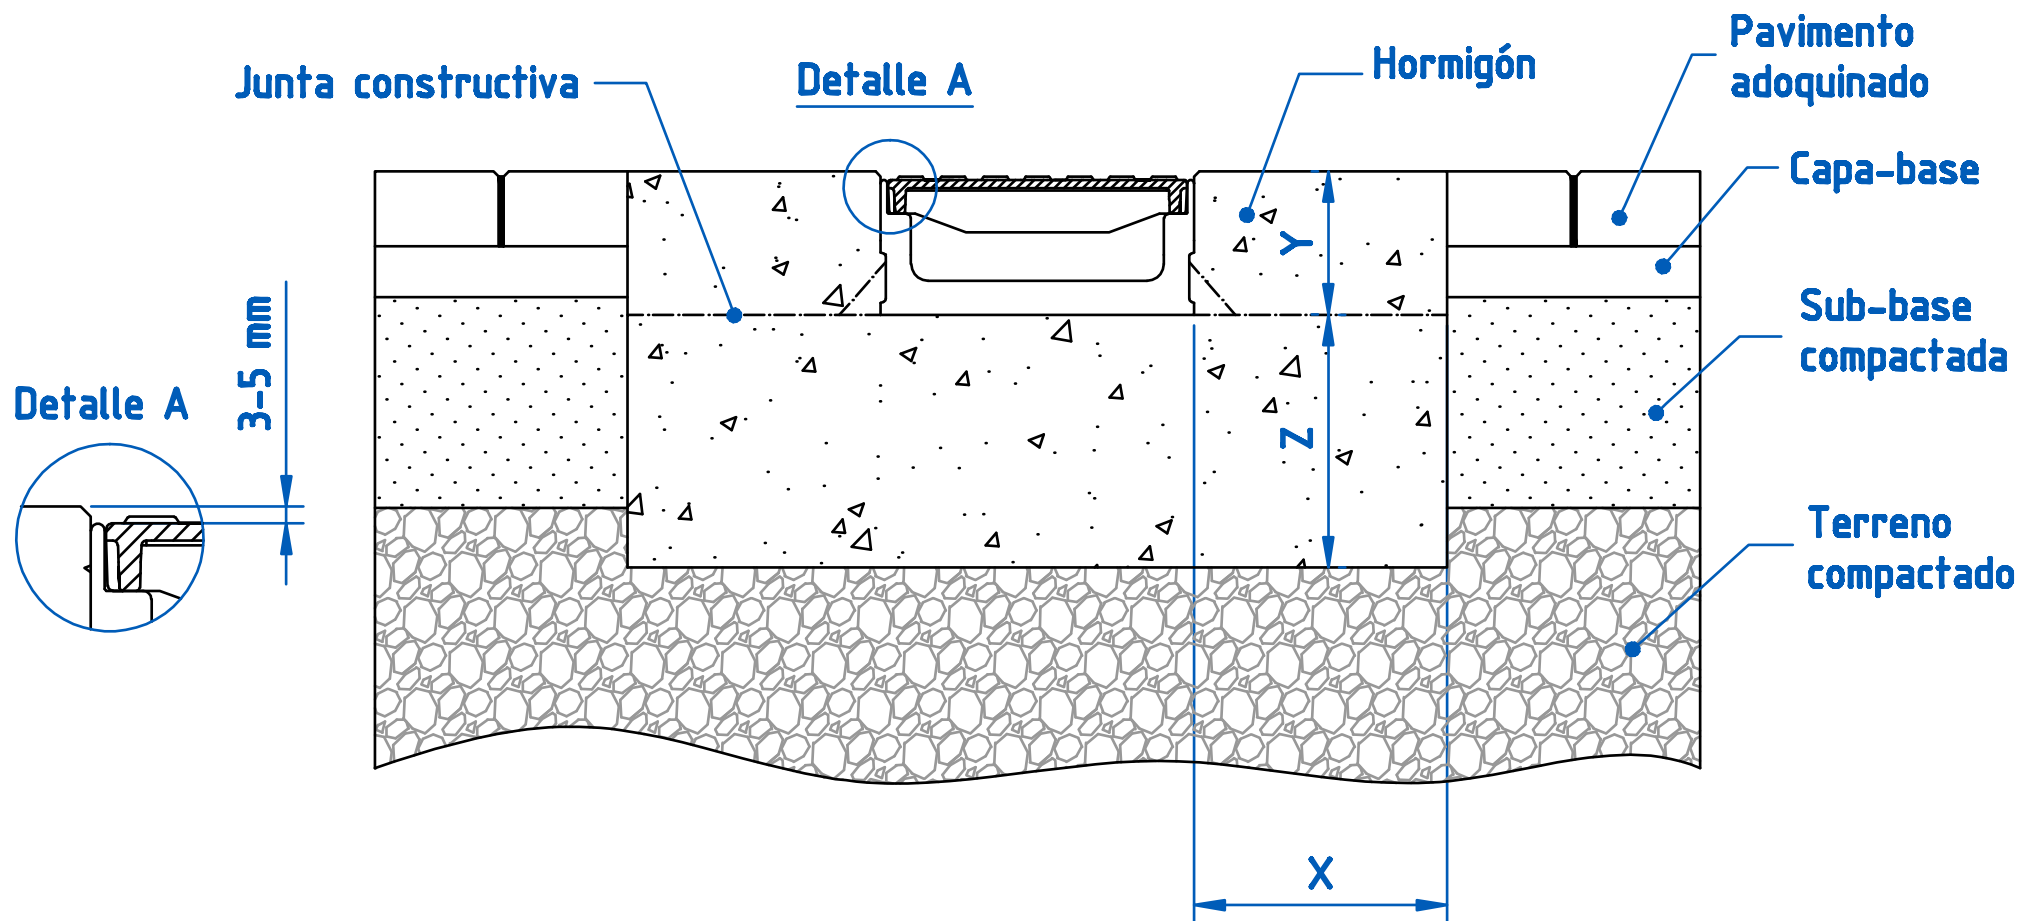 Junta constructiva
Detalle A
Hormigón
Pavimento
adoquinado
Capa-base
Sub-base
compactada
Terreno
compactado
Y
Z
X
3-5 mm
Detalle A